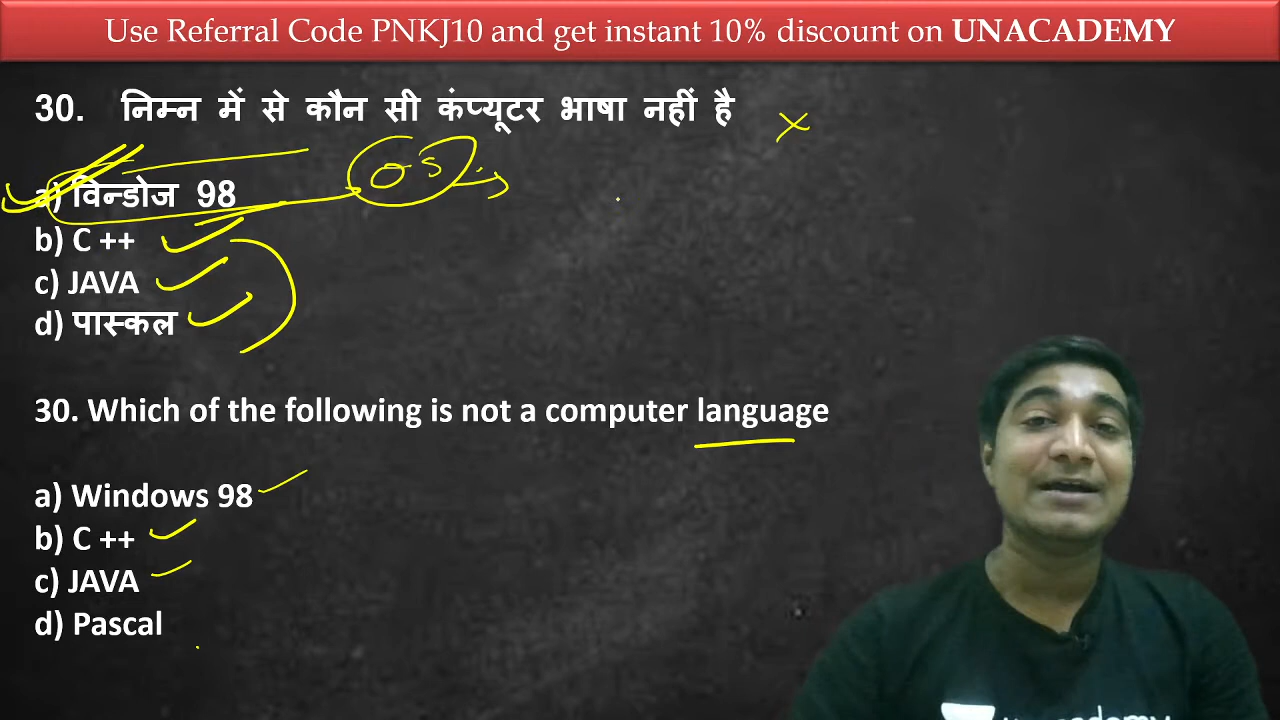 Use Referral Code PNKJ10 and get instant 10% discount on UNACADEMY
30. निम्न में से कौन सी कंप्यूटर भाषा नहीं है
a) विन्डोज 98
OS
b) C ++
c) JAVA
d) पास्कल
30. Which of the following is not a computer language
a) Windows 98
b) C ++
c) JAVA
d) Pascal